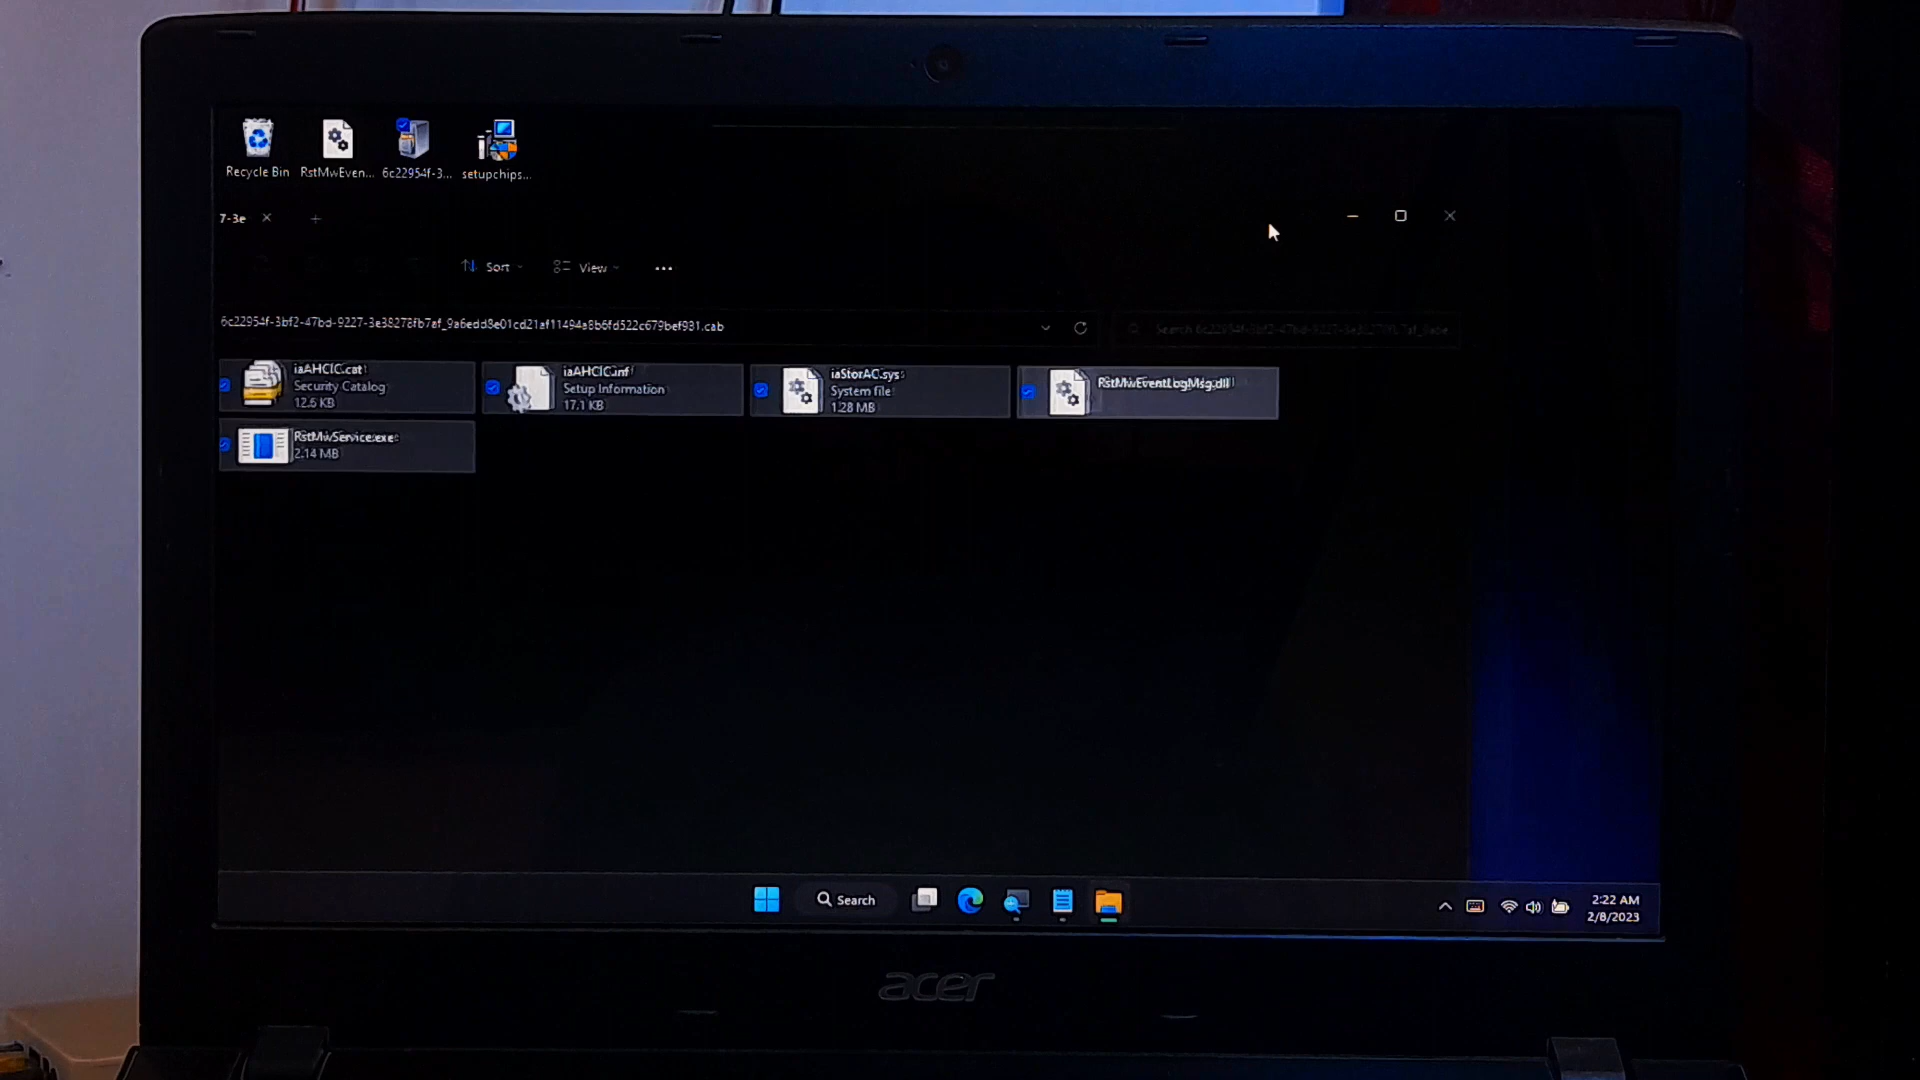 Recycle Bin
RstMwEven...
6c22954f-3...
setupchips...
7-3e
Sort
View
6c22954f-3bf2-47bd-9227-3e38278fb7af_9a6edd8e01cd21af11494a8b6fd522c679bef931.cab
iaAHCIC.cat
Security Catalog
12.6 KB
iaAHCIC.inf
Setup Information
17.1 KB
iaStorAC.sys
System file
1.28 MB
RstMwEventLogMsg.dll
RstMwService.exe
2.14 MB
Search
2:22 AM
2/8/2023
acer